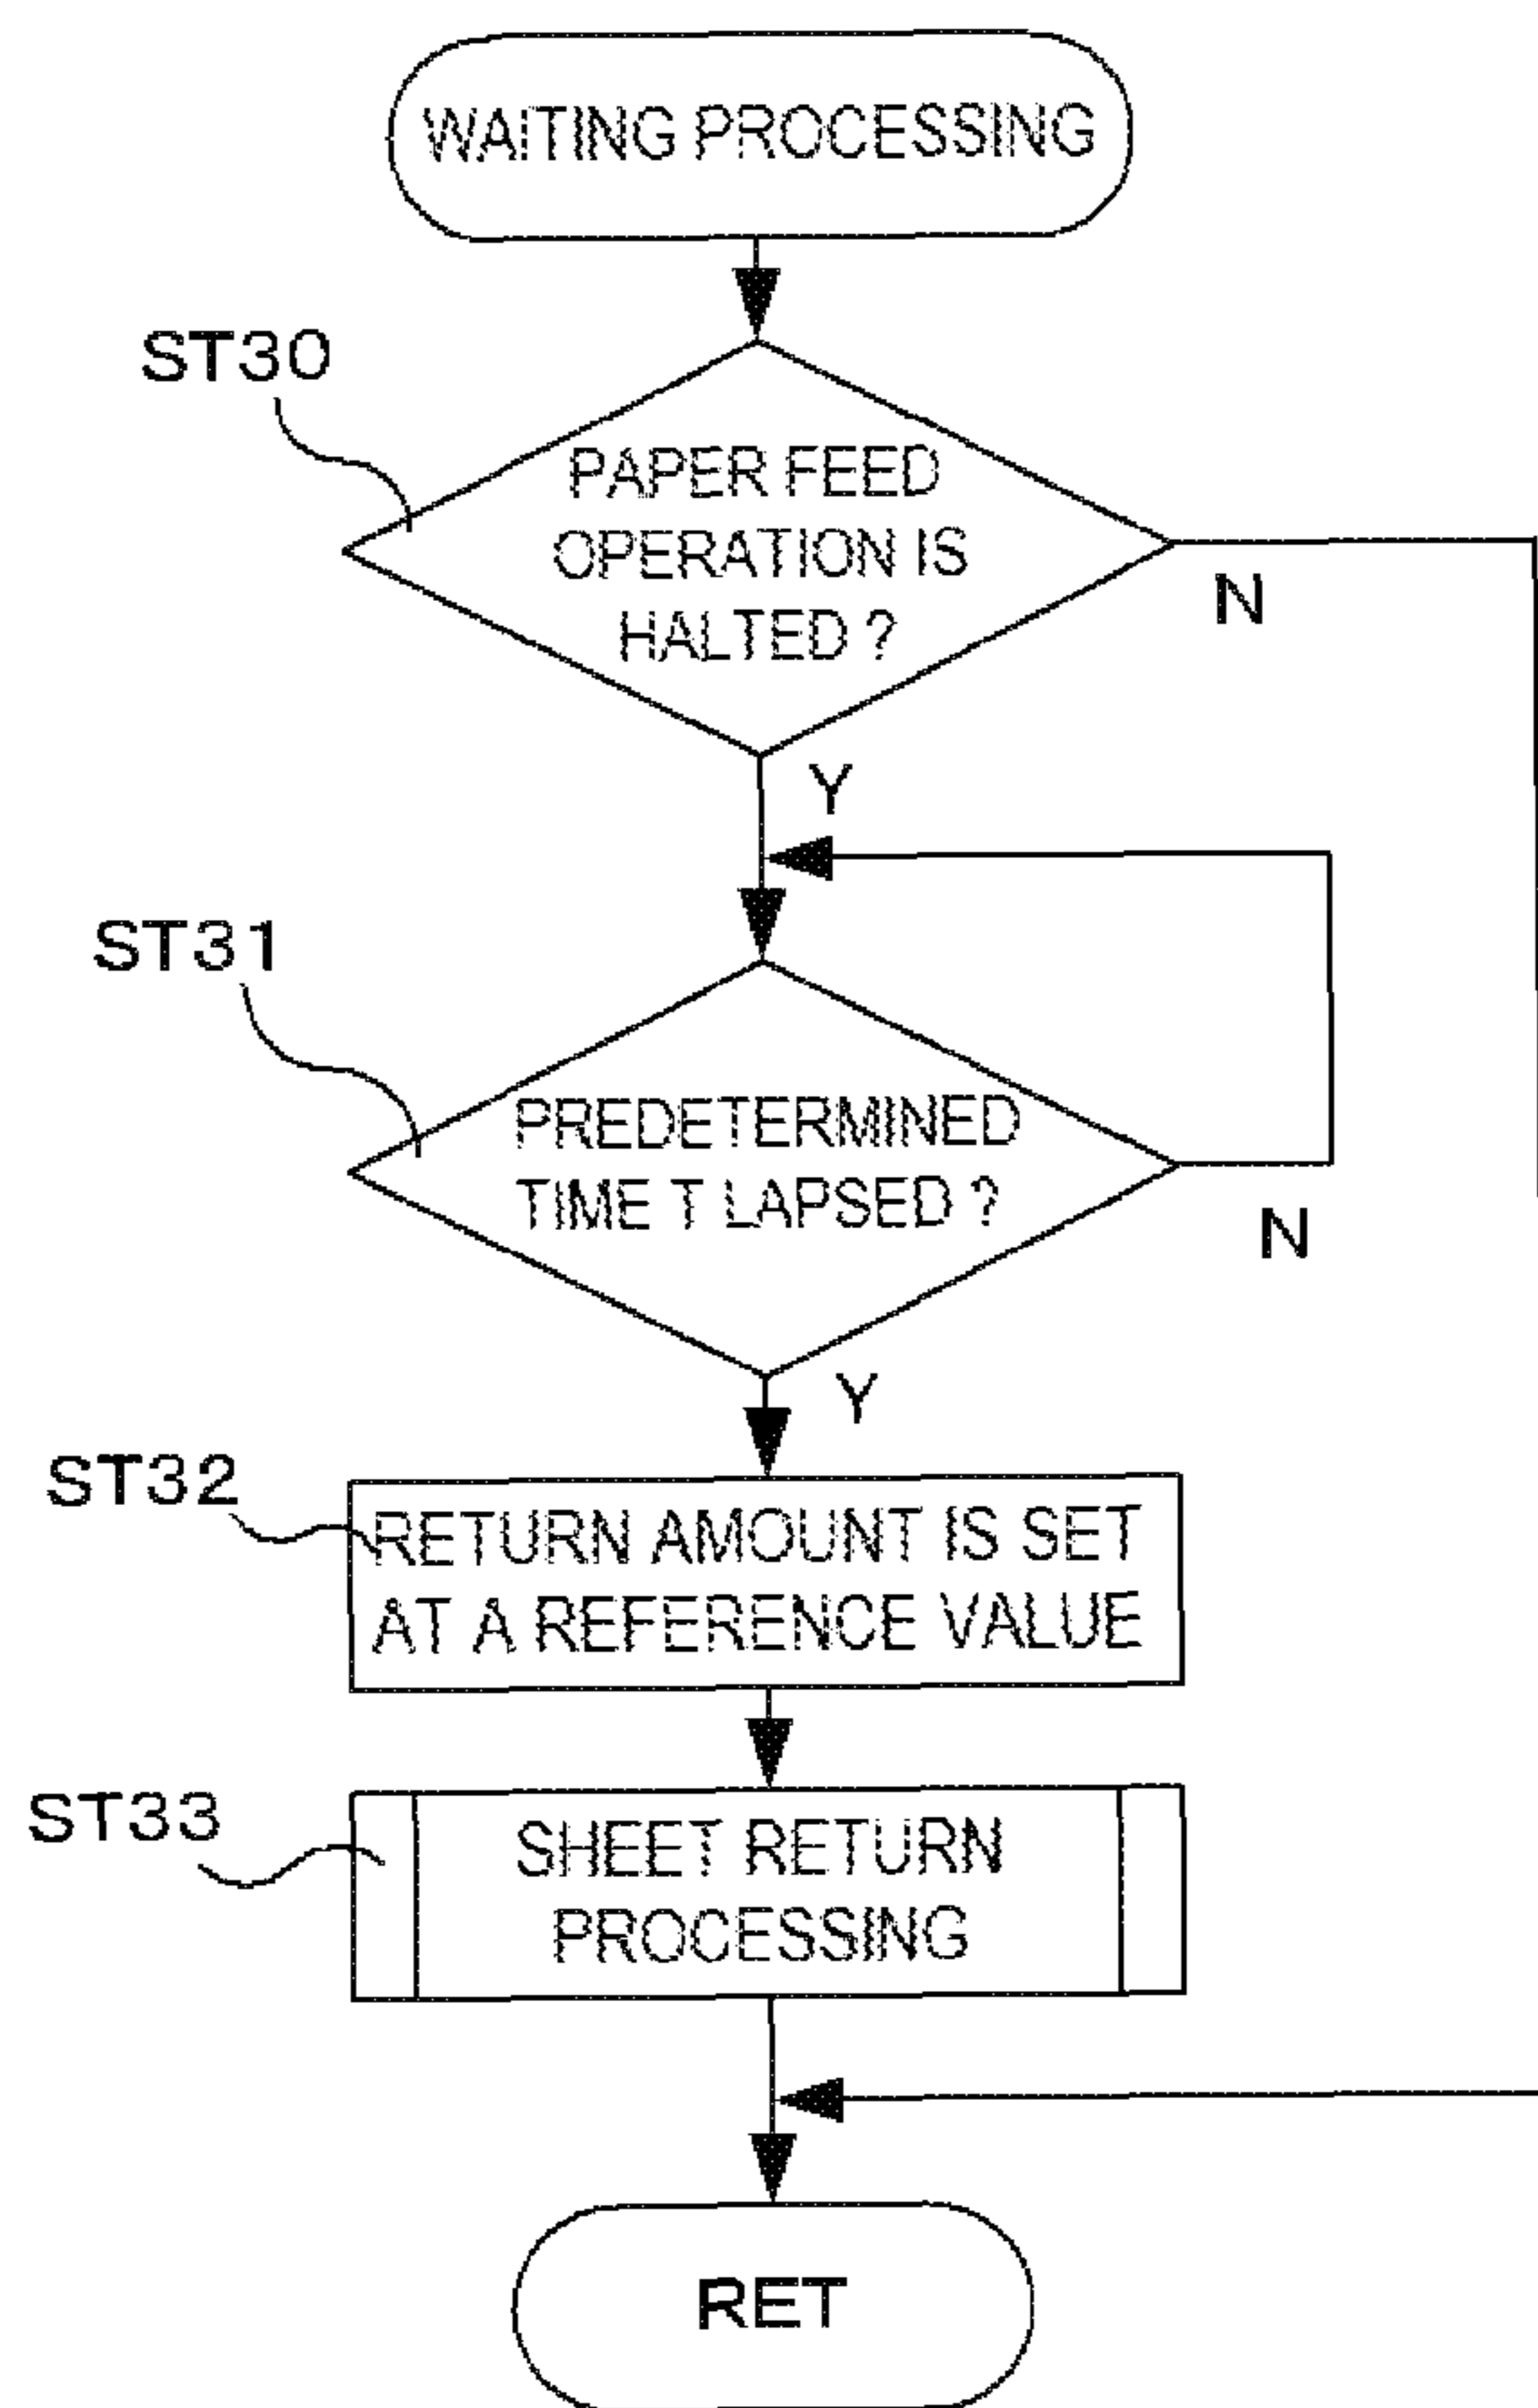 WAITING PROCESSING
ST30
PAPER FEED
OPERATION IS
HALTED ?
N
Y
ST31
PREDETERMINED
TIME T LAPSED ?
N
Y
ST32
RETURN AMOUNT IS SET
AT A REFERENCE VALUE
ST33
SHEET RETURN
PROCESSING
RET